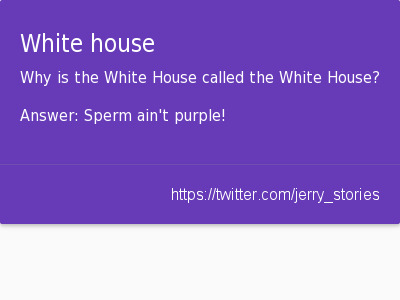 White house
Why is the White House called the White House?
Answer: Sperm ain't purple!
https://twitter.com/jerry_stories